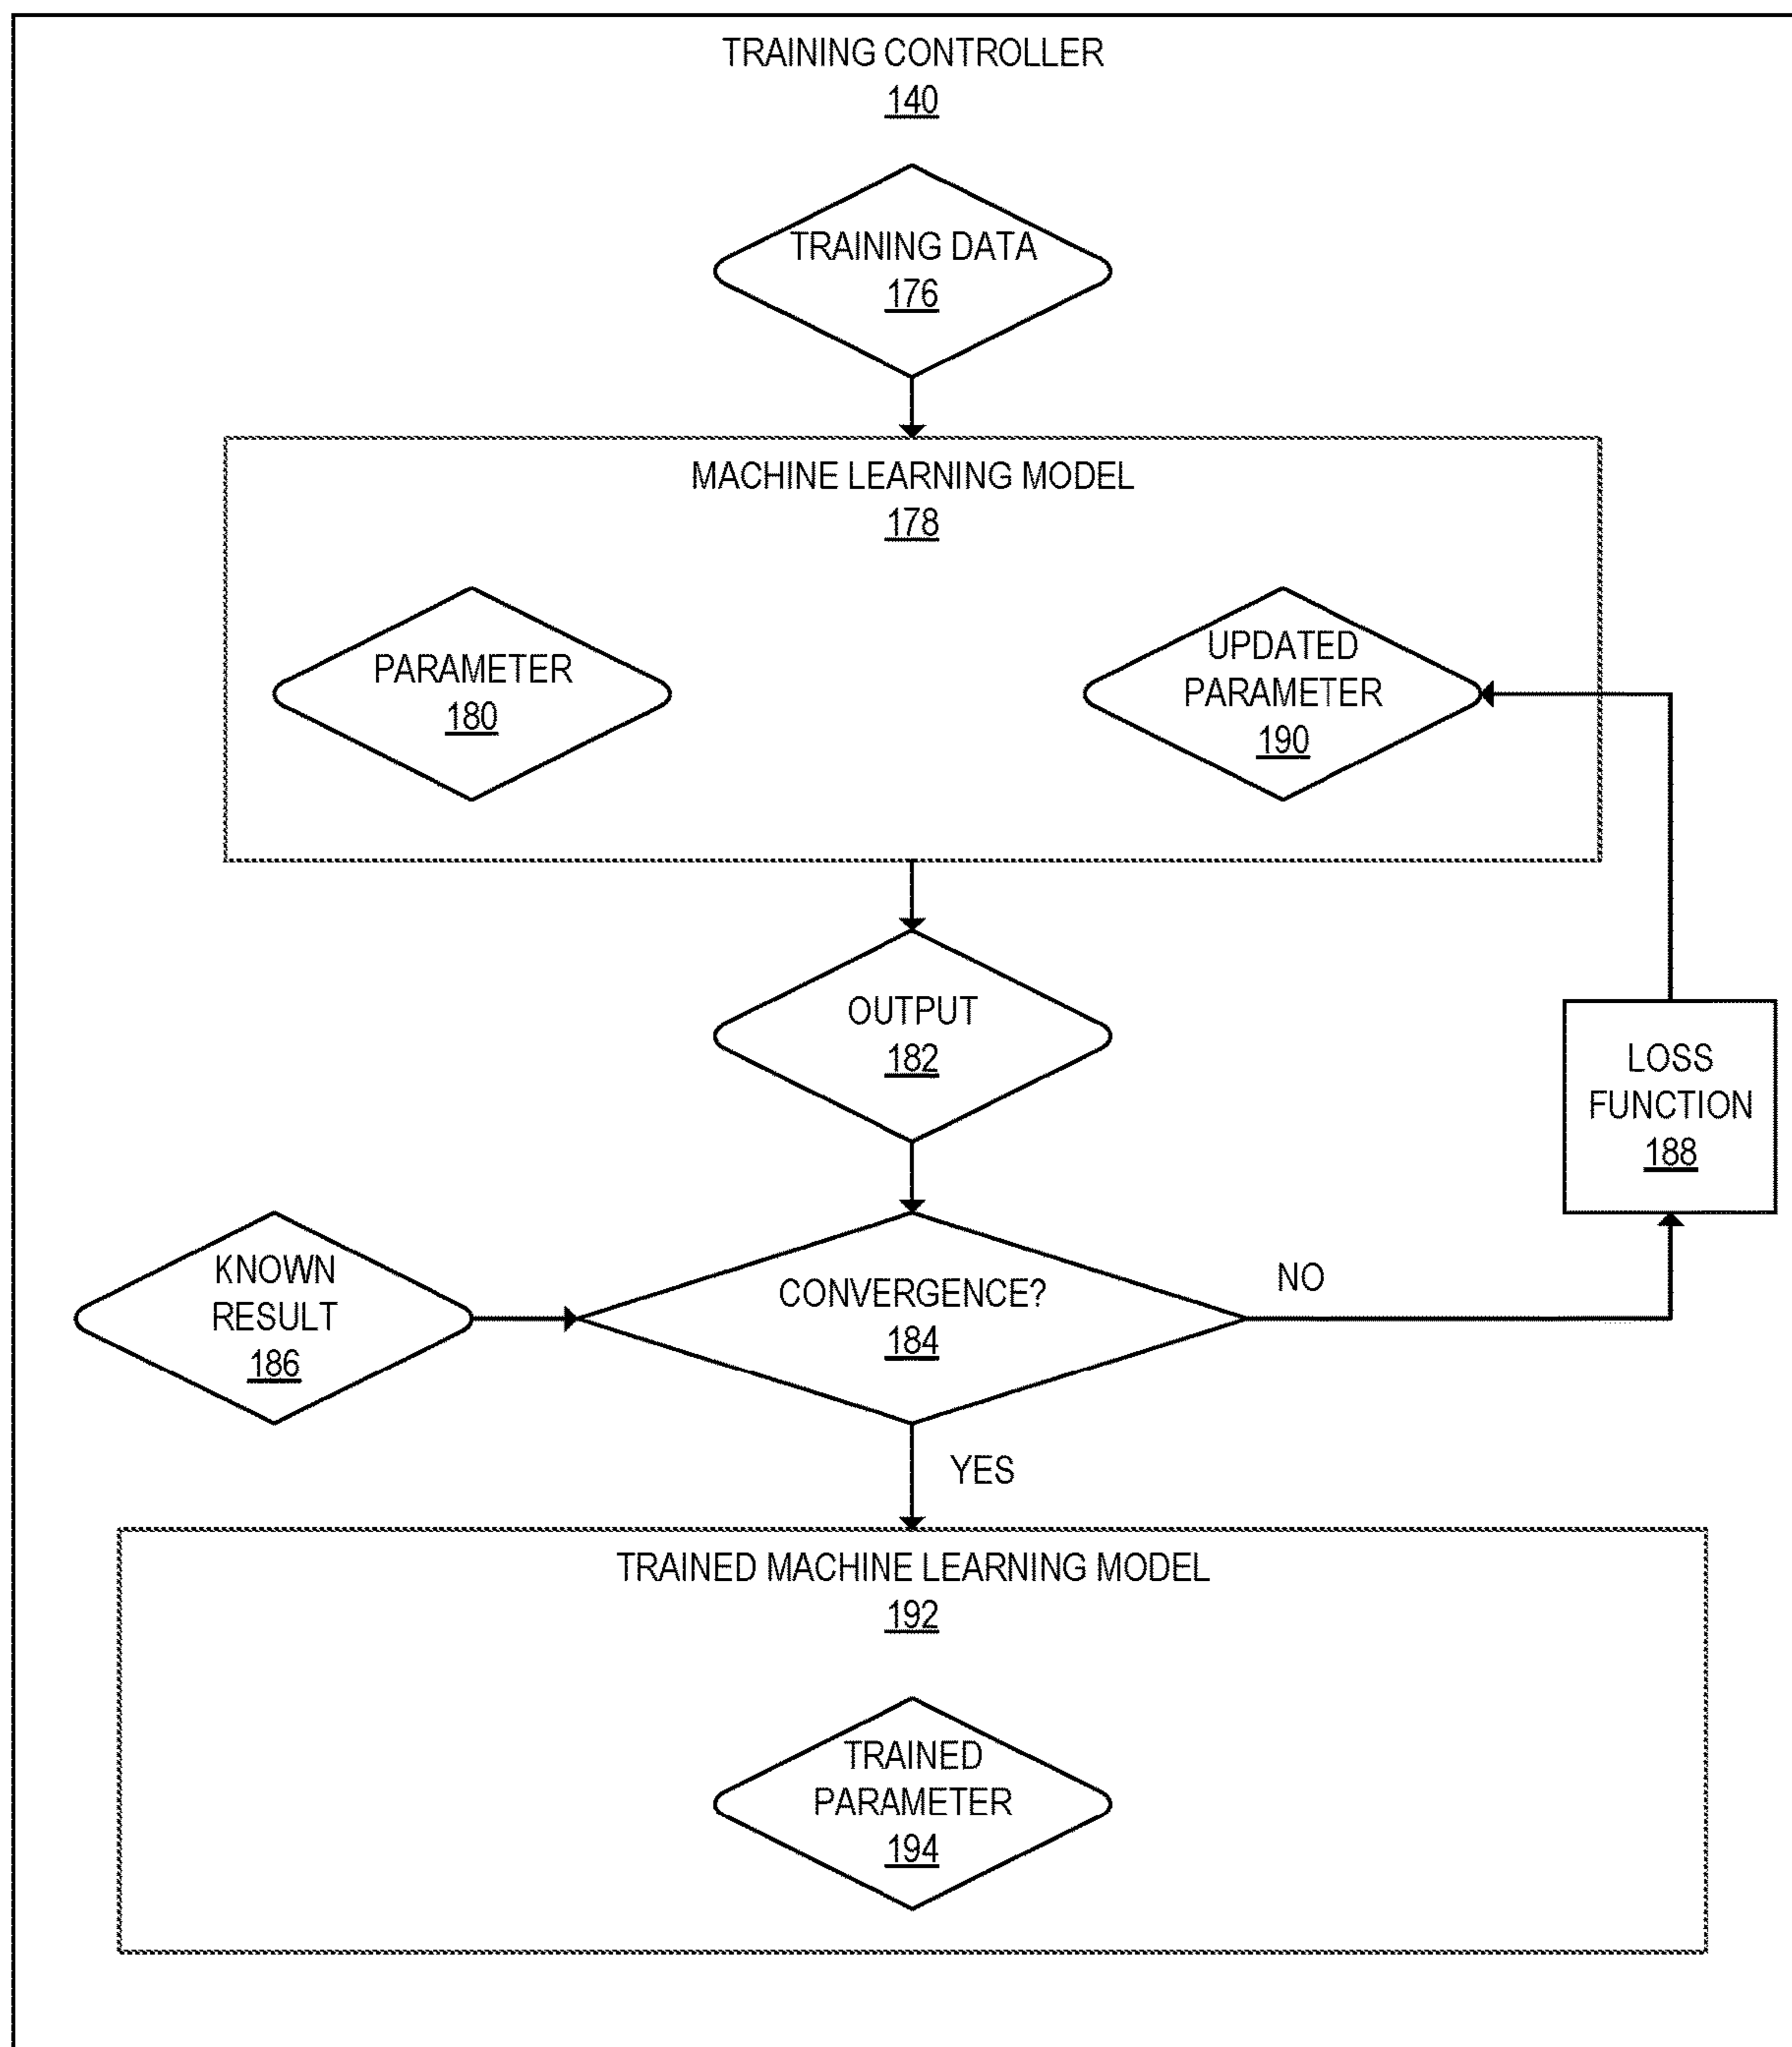 TRAINING CONTROLLER
140
TRAINING DATA
176
MACHINE LEARNING MODEL
178
PARAMETER
180
UPDATED
PARAMETER
190
OUTPUT
182
LOSS
FUNCTION
188
KNOWN
RESULT
186
CONVERGENCE?
184
NO
YES
TRAINED MACHINE LEARNING MODEL
192
TRAINED
PARAMETER
194